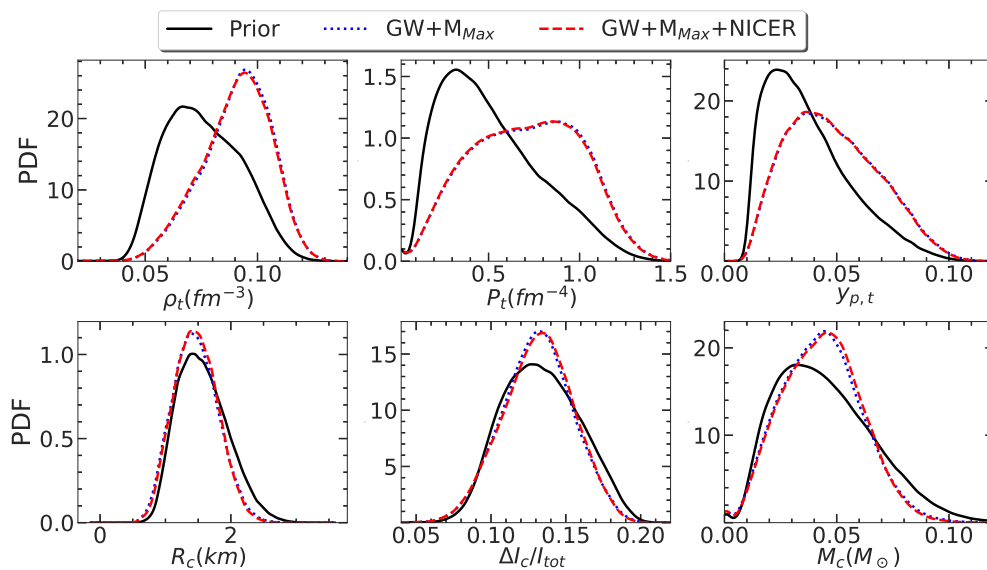 Prior GW+M_Max GW+M_Max+NICER
PDF
20
10
0
0.05 0.10
ρ_t(fm⁻³)
1.5
1.0
0.5
0.0
0.5 1.0 1.5
P_t(fm⁻⁴)
20
10
0
0.00 0.05 0.10
y_{p,t}
PDF
1.0
0.5
0.0
0 2
R_c(km)
15
10
5
0.05 0.10 0.15 0.20
ΔI_c/I_{tot}
20
10
0
0.00 0.05 0.10
M_c(M_⊙)